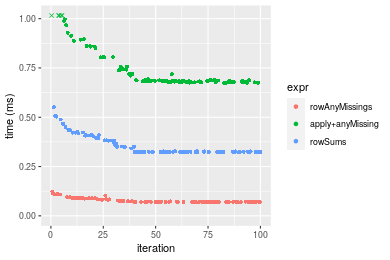 1.00
0.75
0.50
0.25
0.00
time (ms)
0 25 50 75 100
iteration
expr
rowAnyMissings
apply+anyMissing
rowSums